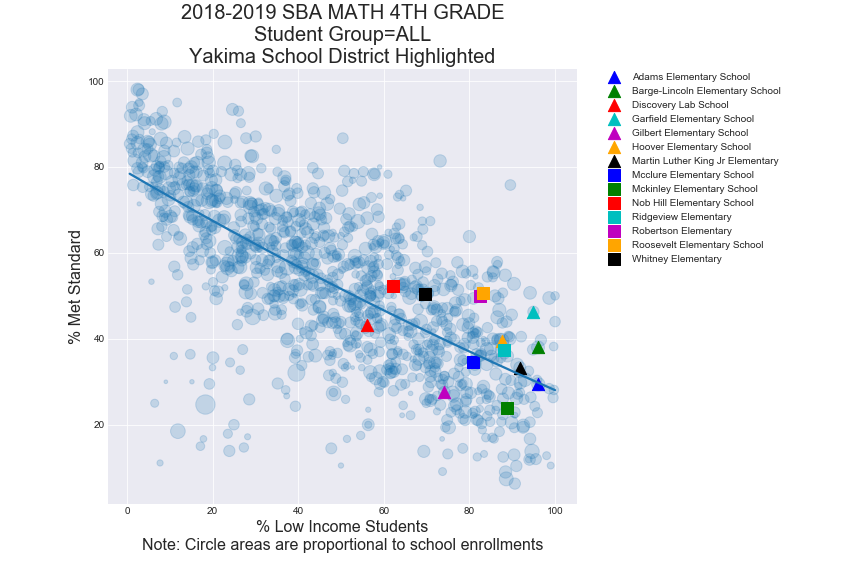 2018-2019 SBA MATH 4TH GRADE
Student Group=ALL
Yakima School District Highlighted
% Met Standard
100
80
60
40
20
0 20 40 60 80 100
% Low Income Students
Note: Circle areas are proportional to school enrollments
Adams Elementary School
Barge-Lincoln Elementary School
Discovery Lab School
Garfield Elementary School
Gilbert Elementary School
Hoover Elementary School
Martin Luther King Jr Elementary
Mcclure Elementary School
Mckinley Elementary School
Nob Hill Elementary School
Ridgeview Elementary
Robertson Elementary
Roosevelt Elementary School
Whitney Elementary